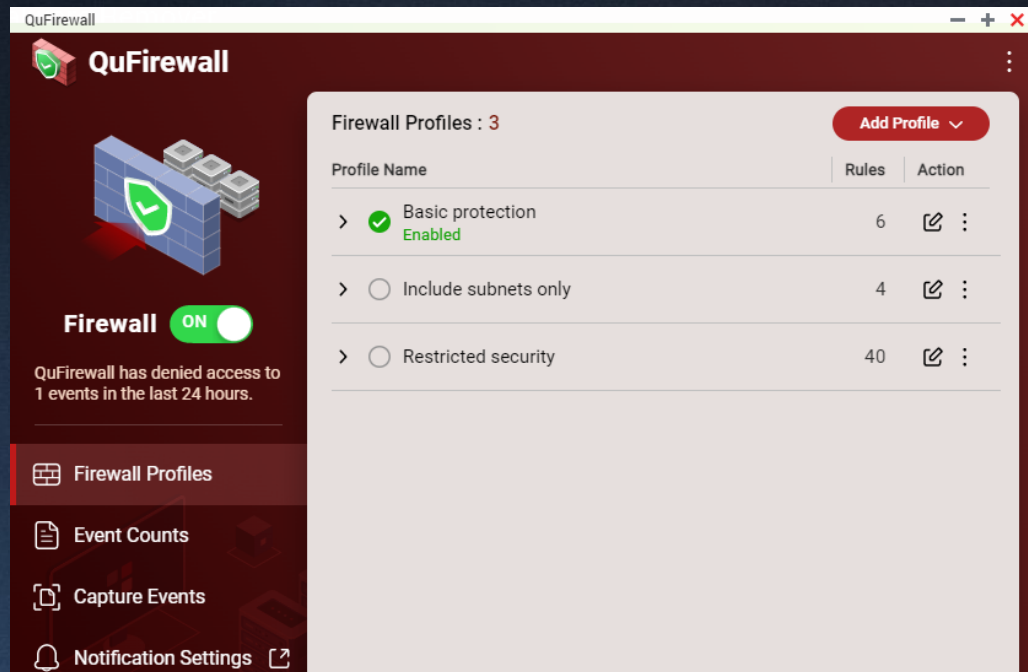 QuFirewall
QuFirewall
Firewall ON
QuFirewall has denied access to
1 events in the last 24 hours.
Firewall Profiles
Event Counts
Capture Events
Notification Settings
Firewall Profiles : 3
Add Profile
Profile Name Rules Action
Basic protection 6
Enabled
Include subnets only 4
Restricted security 40